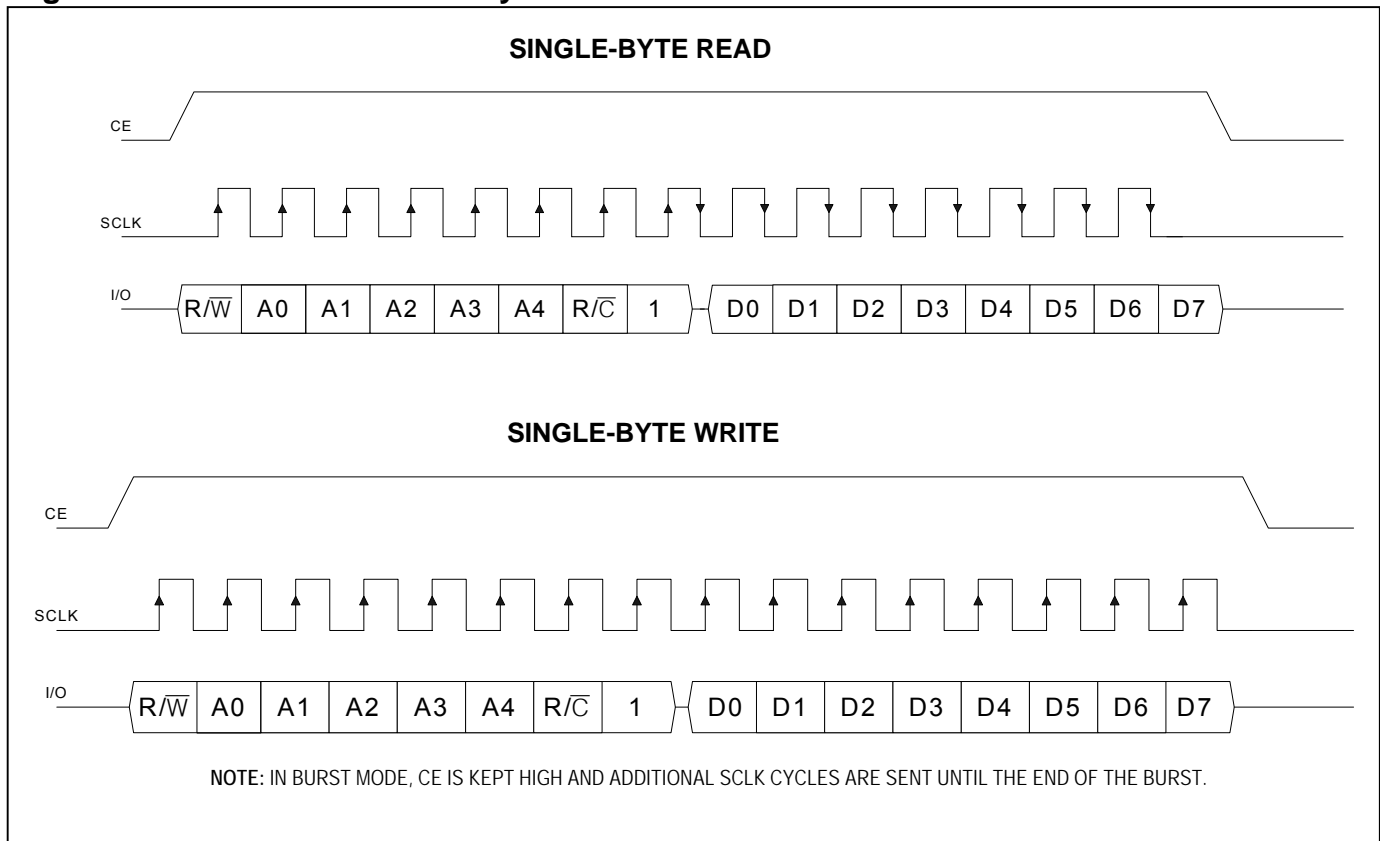 SINGLE-BYTE READ
CE
SCLK
I/O R/W̅ A0 A1 A2 A3 A4 R/C̅ 1 D0 D1 D2 D3 D4 D5 D6 D7
SINGLE-BYTE WRITE
CE
SCLK
I/O R/W̅ A0 A1 A2 A3 A4 R/C̅ 1 D0 D1 D2 D3 D4 D5 D6 D7
NOTE: IN BURST MODE, CE IS KEPT HIGH AND ADDITIONAL SCLK CYCLES ARE SENT UNTIL THE END OF THE BURST.